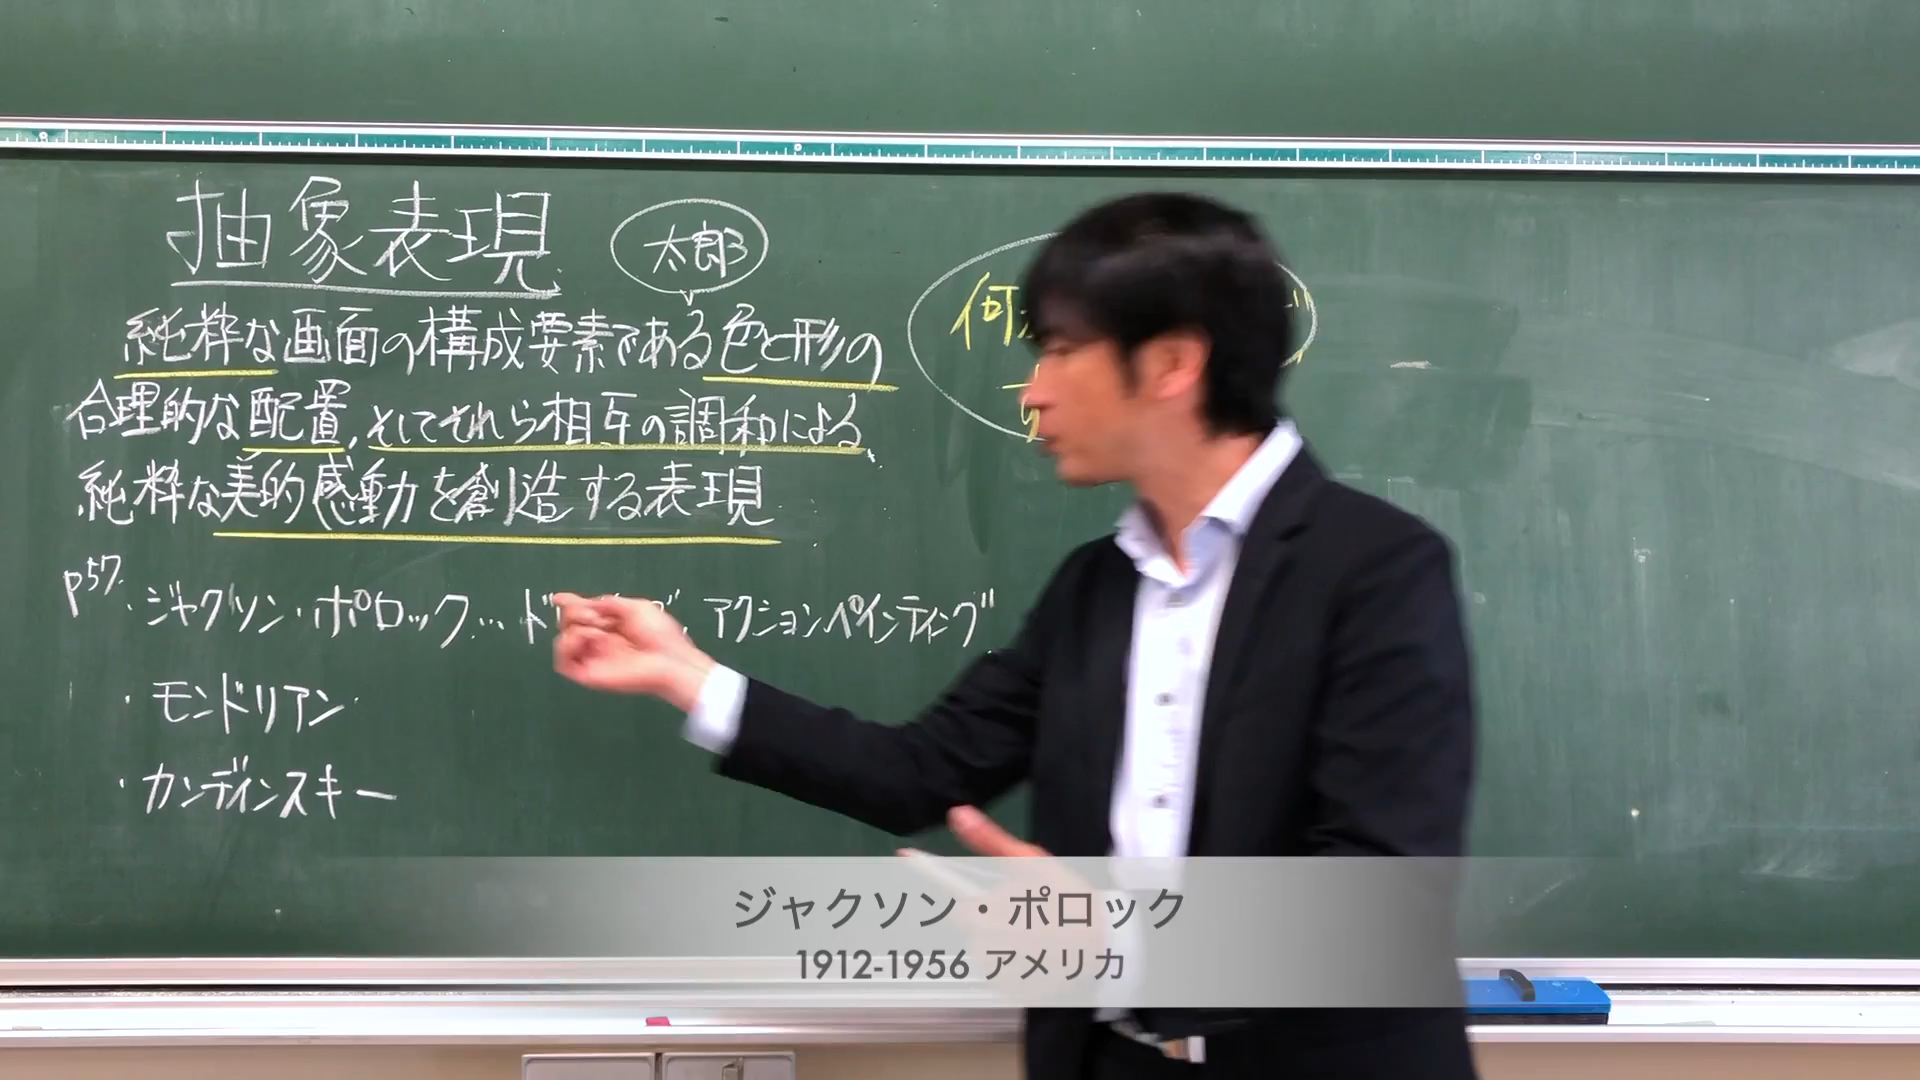 抽象表現
太郎
純粋な画面の構成要素である色と形の
合理的な配置、そしてそれら相互の調和による
純粋な美的感動を創造する表現
何
p57.
・ジャクソン・ポロック… アクションペインティング
・モンドリアン
・カンディンスキー
ジャクソン・ポロック
1912-1956 アメリカ